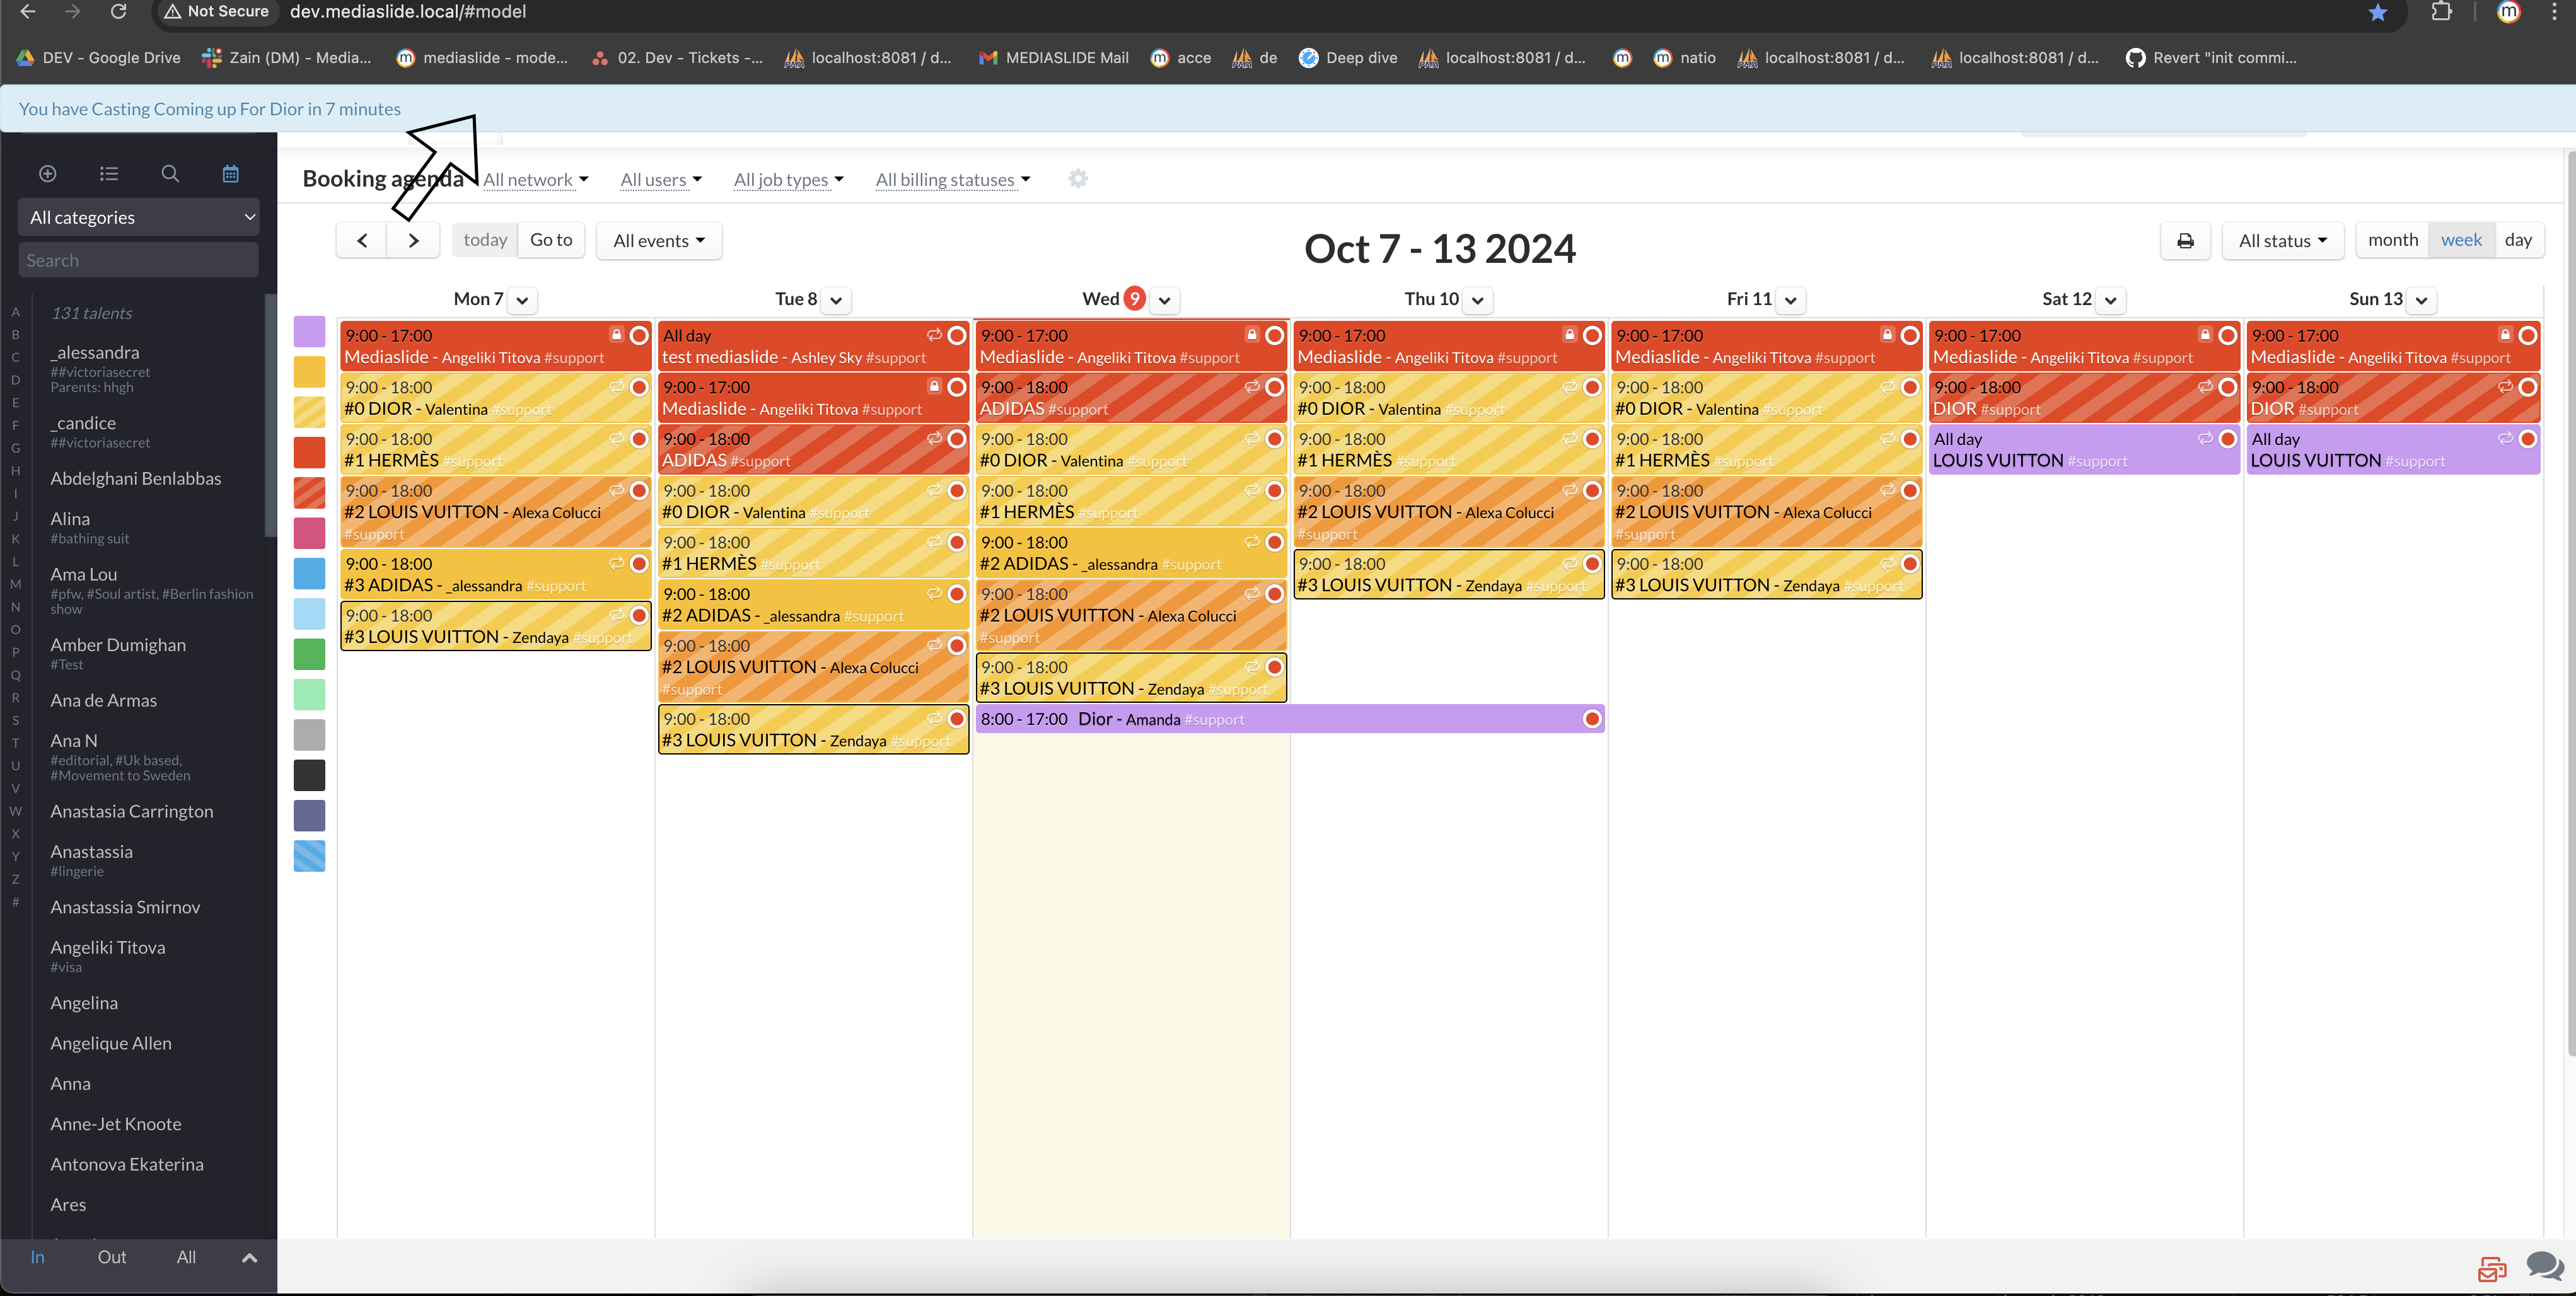 Not Secure dev.mediaslide.local/#model
DEV - Google Drive Zain (DM) - Media... mediaslide - mode... 02. Dev - Tickets -... localhost:8081 / d... MEDIASLIDE Mail acce de Deep dive localhost:8081 / d... natio localhost:8081 / d... localhost:8081 / d... Revert "init commi...
You have Casting Coming up For Dior in 7 minutes
Booking agenda All network All users All job types All billing statuses
All categories
Search
today Go to All events
Oct 7 - 13 2024
All status month week day
A
B
C
D
E
F
G
H
I
J
K
L
M
N
O
P
Q
R
S
T
U
V
W
X
Y
Z
#
131 talents
_alessandra
##victoriasecret
Parents: hhgh
_candice
##victoriasecret
Abdelghani Benlabbas
Alina
#bathing suit
Ama Lou
#pfw, #Soul artist, #Berlin fashion
show
Amber Dumighan
#Test
Ana de Armas
Ana N
#editorial, #Uk based,
#Movement to Sweden
Anastasia Carrington
Anastassia
#lingerie
Anastassia Smirnov
Angeliki Titova
#visa
Angelina
Angelique Allen
Anna
Anne-Jet Knoote
Antonova Ekaterina
Ares
In Out All
Mon 7
9:00 - 17:00
Mediaslide - Angeliki Titova #support
9:00 - 18:00
#0 DIOR - Valentina #support
9:00 - 18:00
#1 HERMÈS #support
9:00 - 18:00
#2 LOUIS VUITTON - Alexa Colucci
#support
9:00 - 18:00
#3 ADIDAS - _alessandra #support
9:00 - 18:00
#3 LOUIS VUITTON - Zendaya #support
Tue 8
All day
test mediaslide - Ashley Sky #support
9:00 - 17:00
Mediaslide - Angeliki Titova #support
9:00 - 18:00
ADIDAS #support
9:00 - 18:00
#0 DIOR - Valentina #support
9:00 - 18:00
#1 HERMÈS #support
9:00 - 18:00
#2 ADIDAS - _alessandra #support
9:00 - 18:00
#2 LOUIS VUITTON - Alexa Colucci
#support
9:00 - 18:00
#3 LOUIS VUITTON - Zendaya #support
Wed 9
9:00 - 17:00
Mediaslide - Angeliki Titova #support
9:00 - 18:00
ADIDAS #support
9:00 - 18:00
#0 DIOR - Valentina #support
9:00 - 18:00
#1 HERMÈS #support
9:00 - 18:00
#2 ADIDAS - _alessandra #support
9:00 - 18:00
#2 LOUIS VUITTON - Alexa Colucci
#support
9:00 - 18:00
#3 LOUIS VUITTON - Zendaya #support
8:00 - 17:00 Dior - Amanda #support
Thu 10
9:00 - 17:00
Mediaslide - Angeliki Titova #support
9:00 - 18:00
#0 DIOR - Valentina #support
9:00 - 18:00
#1 HERMÈS #support
9:00 - 18:00
#2 LOUIS VUITTON - Alexa Colucci
#support
9:00 - 18:00
#3 LOUIS VUITTON - Zendaya #support
Fri 11
9:00 - 17:00
Mediaslide - Angeliki Titova #support
9:00 - 18:00
#0 DIOR - Valentina #support
9:00 - 18:00
#1 HERMÈS #support
9:00 - 18:00
#2 LOUIS VUITTON - Alexa Colucci
#support
9:00 - 18:00
#3 LOUIS VUITTON - Zendaya #support
Sat 12
9:00 - 17:00
Mediaslide - Angeliki Titova #support
9:00 - 18:00
DIOR #support
All day
LOUIS VUITTON #support
Sun 13
9:00 - 17:00
Mediaslide - Angeliki Titova #support
9:00 - 18:00
DIOR #support
All day
LOUIS VUITTON #support